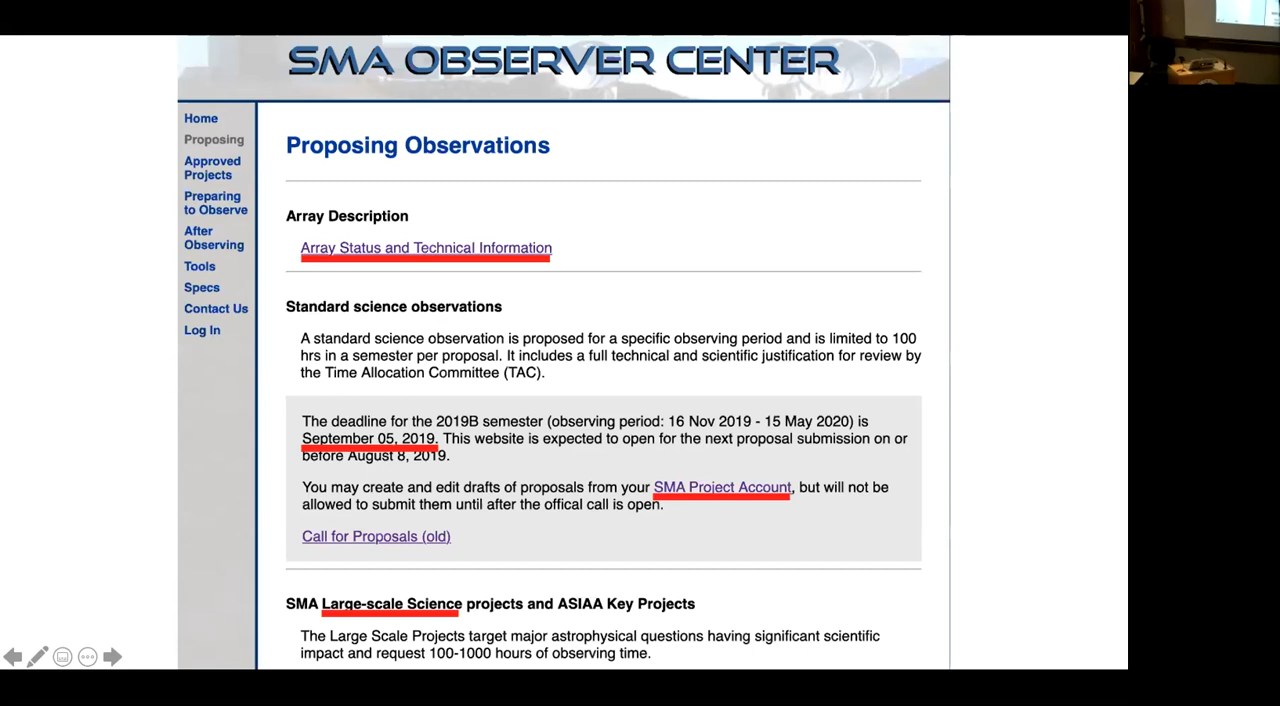 SMA OBSERVER CENTER
Home
Proposing
Approved
Projects
Preparing
to Observe
After
Observing
Tools
Specs
Contact Us
Log In
Proposing Observations
Array Description
Array Status and Technical Information
Standard science observations
A standard science observation is proposed for a specific observing period and is limited to 100
hrs in a semester per proposal. It includes a full technical and scientific justification for review by
the Time Allocation Committee (TAC).
The deadline for the 2019B semester (observing period: 16 Nov 2019 - 15 May 2020) is
September 05, 2019. This website is expected to open for the next proposal submission on or
before August 8, 2019.
You may create and edit drafts of proposals from your SMA Project Account, but will not be
allowed to submit them until after the offical call is open.
Call for Proposals (old)
SMA Large-scale Science projects and ASIAA Key Projects
The Large Scale Projects target major astrophysical questions having significant scientific
impact and request 100-1000 hours of observing time.